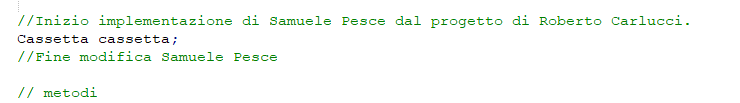 //Inizio implementazione di Samuele Pesce dal progetto di Roberto Carlucci.
Cassetta cassetta;
//Fine modifica Samuele Pesce
// metodi